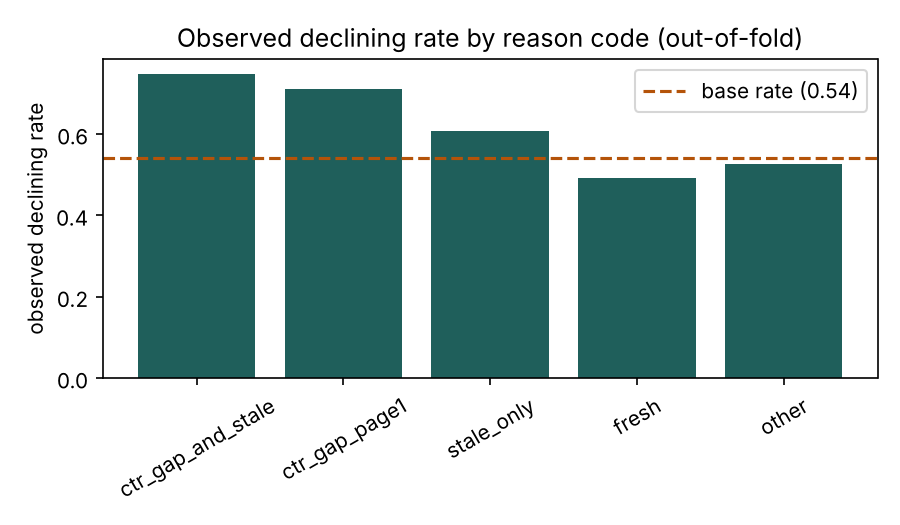 Observed declining rate by reason code (out-of-fold)
base rate (0.54)
observed declining rate
0.6
0.4
0.2
0.0
ctr_gap_and_stale
ctr_gap_page1
stale_only
fresh
other